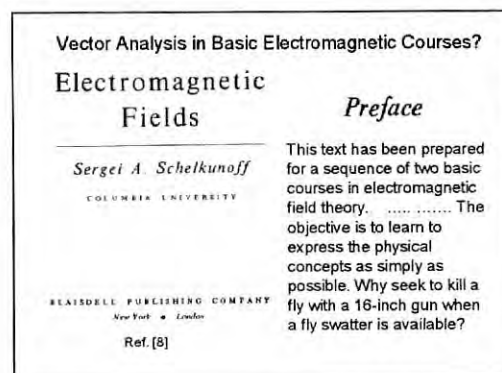 Vector Analysis in Basic Electromagnetic Courses?
Electromagnetic
Fields
Sergei A. Schelkunoff
COLUMBIA UNIVERSITY
BLAISDELL PUBLISHING COMPANY
New York • London
Ref. [8]
Preface
This text has been prepared
for a sequence of two basic
courses in electromagnetic
field theory. ..... ........ The
objective is to learn to
express the physical
concepts as simply as
possible. Why seek to kill a
fly with a 16-inch gun when
a fly swatter is available?